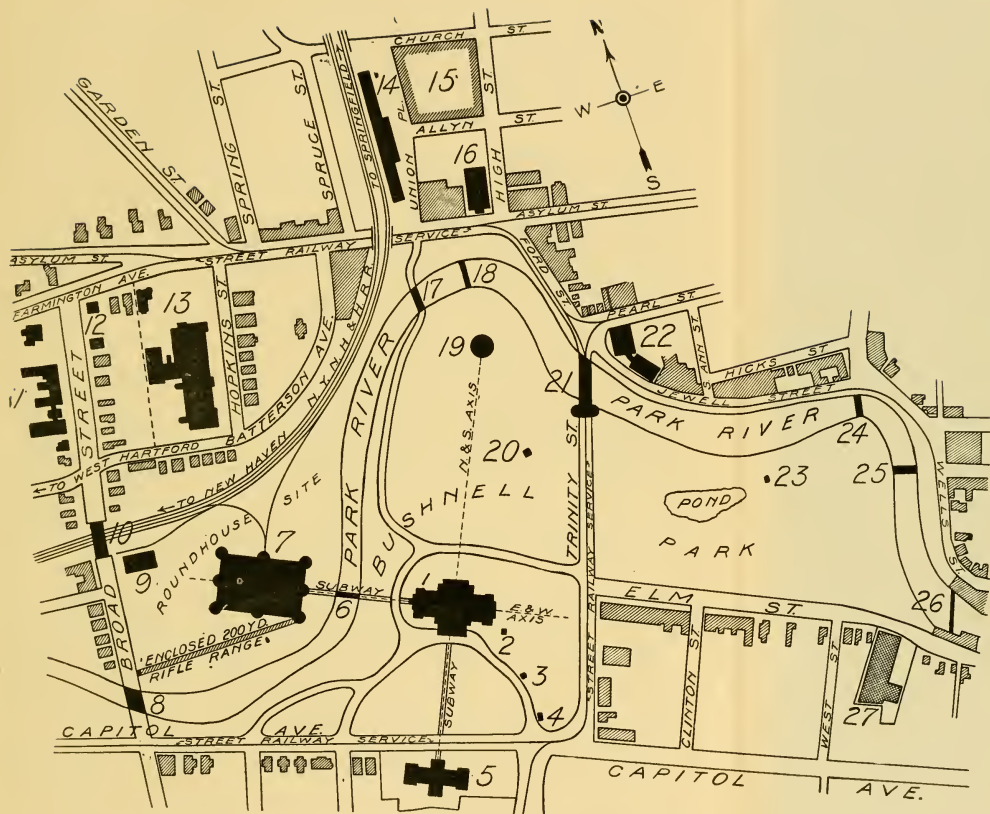 CHURCH ST.
GARDEN ST.
SPRING ST.
SPRUCE ST.
TO SPRINGFIELD→
14
PL.
UNION
15
ALLYN ST.
16
HIGH ST.
N
W E
S
ASYLUM ST.
ASYLUM ST.
STREET RAILWAY SERVICE
FARMINGTON AVE.
12
13
HOPKINS ST.
BATTERSON AVE.
N.Y. N.H. & H. R.R.
FORD ST.
17
18
19
PEARL ST.
22
ANN ST.
HICKS ST.
JEWELL STREET
21
PARK RIVER
24
25
WELLS ST.
11
STREET
←TO WEST HARTFORD
←TO NEW HAVEN
PARK RIVER
N.&S. AXIS
20
BUSHNELL
TRINITY ST.
STREET RAILWAY SERVICE
23
POND
PARK
10
9
ROUNDHOUSE SITE
7
SUBWAY
6
1
E.&W. AXIS
2
3
4
ELM ST.
26
BROAD
ENCLOSED 200 YD.
RIFLE RANGE.
8
SUBWAY
CLINTON ST.
WEST ST.
27
CAPITOL AVE.
STREET RAILWAY SERVICE
5
CAPITOL AVE.